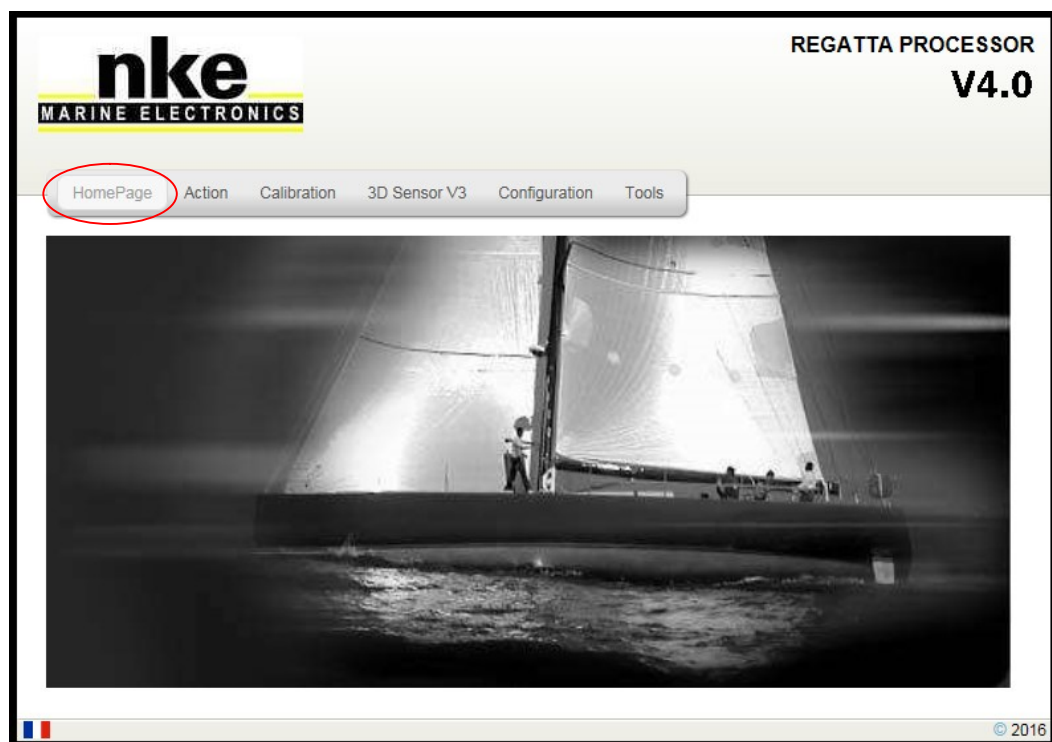 nke
MARINE ELECTRONICS
REGATTA PROCESSOR
V4.0
HomePage Action Calibration 3D Sensor V3 Configuration Tools
© 2016